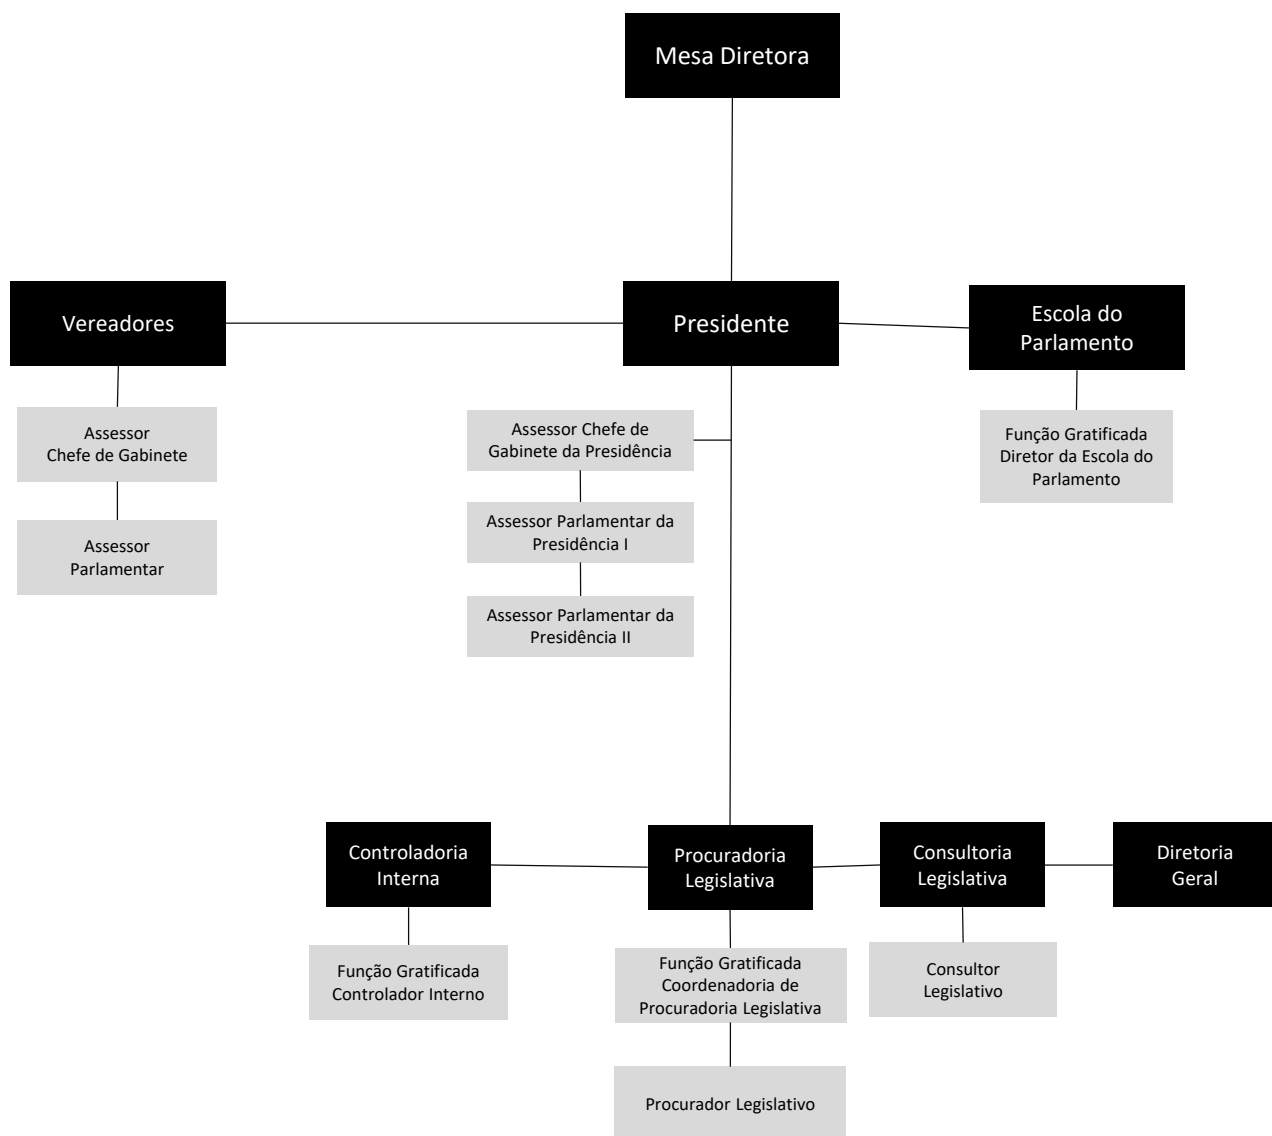 Mesa Diretora
Vereadores
Presidente
Escola do
Parlamento
Assessor
Chefe de Gabinete
Assessor
Parlamentar
Assessor Chefe de
Gabinete da Presidência
Assessor Parlamentar da
Presidência I
Assessor Parlamentar da
Presidência II
Função Gratificada
Diretor da Escola do
Parlamento
Controladoria
Interna
Procuradoria
Legislativa
Consultoria
Legislativa
Diretoria
Geral
Função Gratificada
Controlador Interno
Função Gratificada
Coordenadoria de
Procuradoria Legislativa
Consultor
Legislativo
Procurador Legislativo